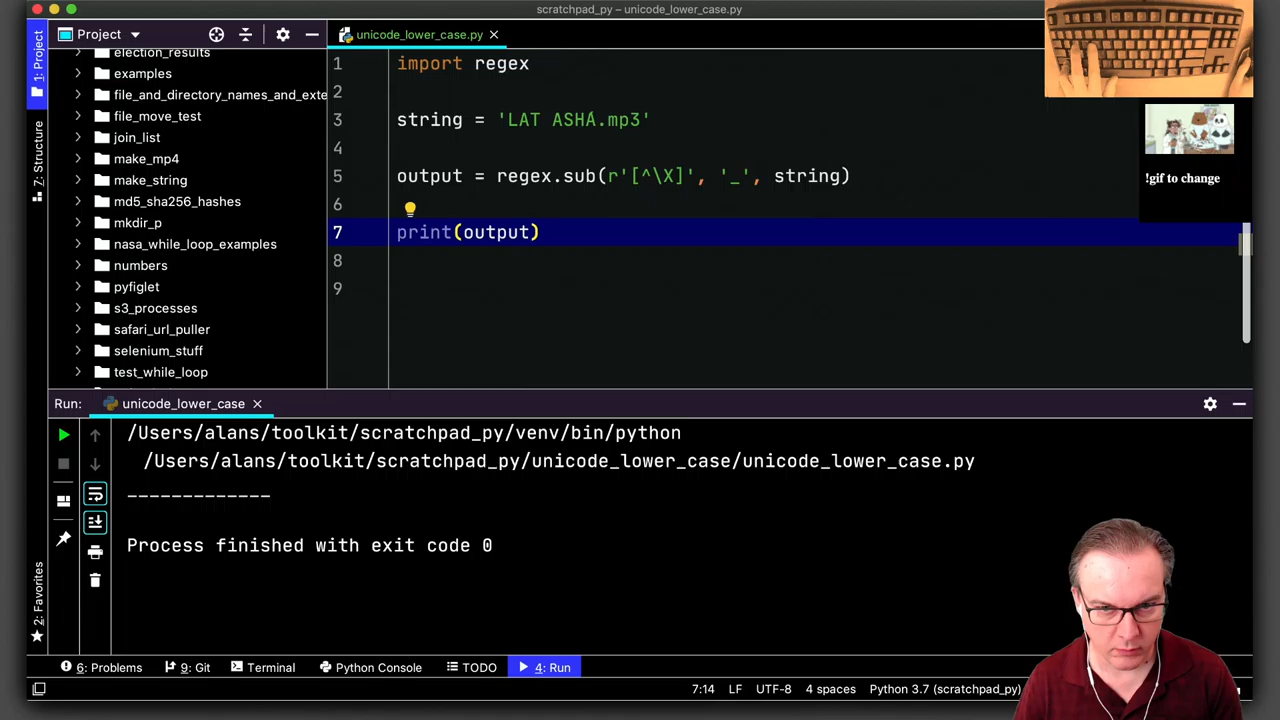 scratchpad_py – unicode_lower_case.py
Project
unicode_lower_case.py
1: Project
7: Structure
2: Favorites
election_results
examples
file_and_directory_names_and_exte
file_move_test
join_list
make_mp4
make_string
md5_sha256_hashes
mkdir_p
nasa_while_loop_examples
numbers
pyfiglet
s3_processes
safari_url_puller
selenium_stuff
test_while_loop
1 import regex
2
3 string = 'LAT ASHA.mp3'
4
5 output = regex.sub(r'[^\X]', '_', string)
6
7 print(output)
8
9
!gif to change
Run: unicode_lower_case
/Users/alans/toolkit/scratchpad_py/venv/bin/python
/Users/alans/toolkit/scratchpad_py/unicode_lower_case/unicode_lower_case.py
____________
Process finished with exit code 0
6: Problems 9: Git Terminal Python Console TODO 4: Run
7:14 LF UTF-8 4 spaces Python 3.7 (scratchpad_py)